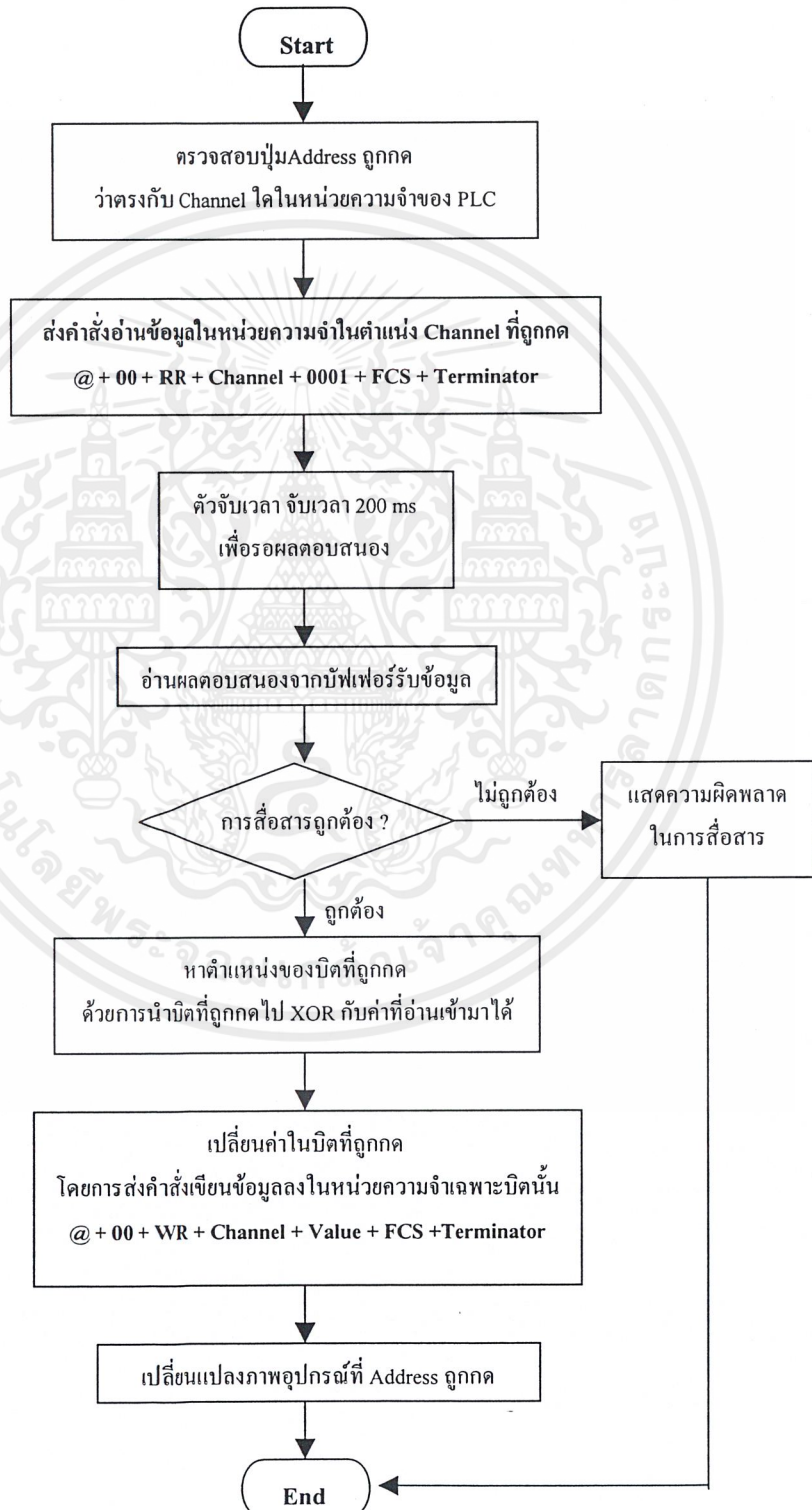 Start
ตรวจสอบปุ่มAddress ถูกกด
ว่าตรงกับ Channel ใดในหน่วยความจำของ PLC
ส่งคำสั่งอ่านข้อมูลในหน่วยความจำในตำแน่ง Channel ที่ถูกกด
@ + 00 + RR + Channel + 0001 + FCS + Terminator
ตัวจับเวลา จับเวลา 200 ms
เพื่อรอผลตอบสนอง
อ่านผลตอบสนองจากบัฟเฟอร์รับข้อมูล
การสื่อสารถูกต้อง ?
ไม่ถูกต้อง
แสดความผิดพลาด
ในการสื่อสาร
ถูกต้อง
หาตำแหน่งของบิตที่ถูกกด
ด้วยการนำบิตที่ถูกกดไป XOR กับค่าที่อ่านเข้ามาได้
เปลี่ยนค่าในบิตที่ถูกกด
โดยการส่งคำสั่งเขียนข้อมูลลงในหน่วยความจำเฉพาะบิตนั้น
@ + 00 + WR + Channel + Value + FCS +Terminator
เปลี่ยนแปลงภาพอุปกรณ์ที่ Address ถูกกด
End